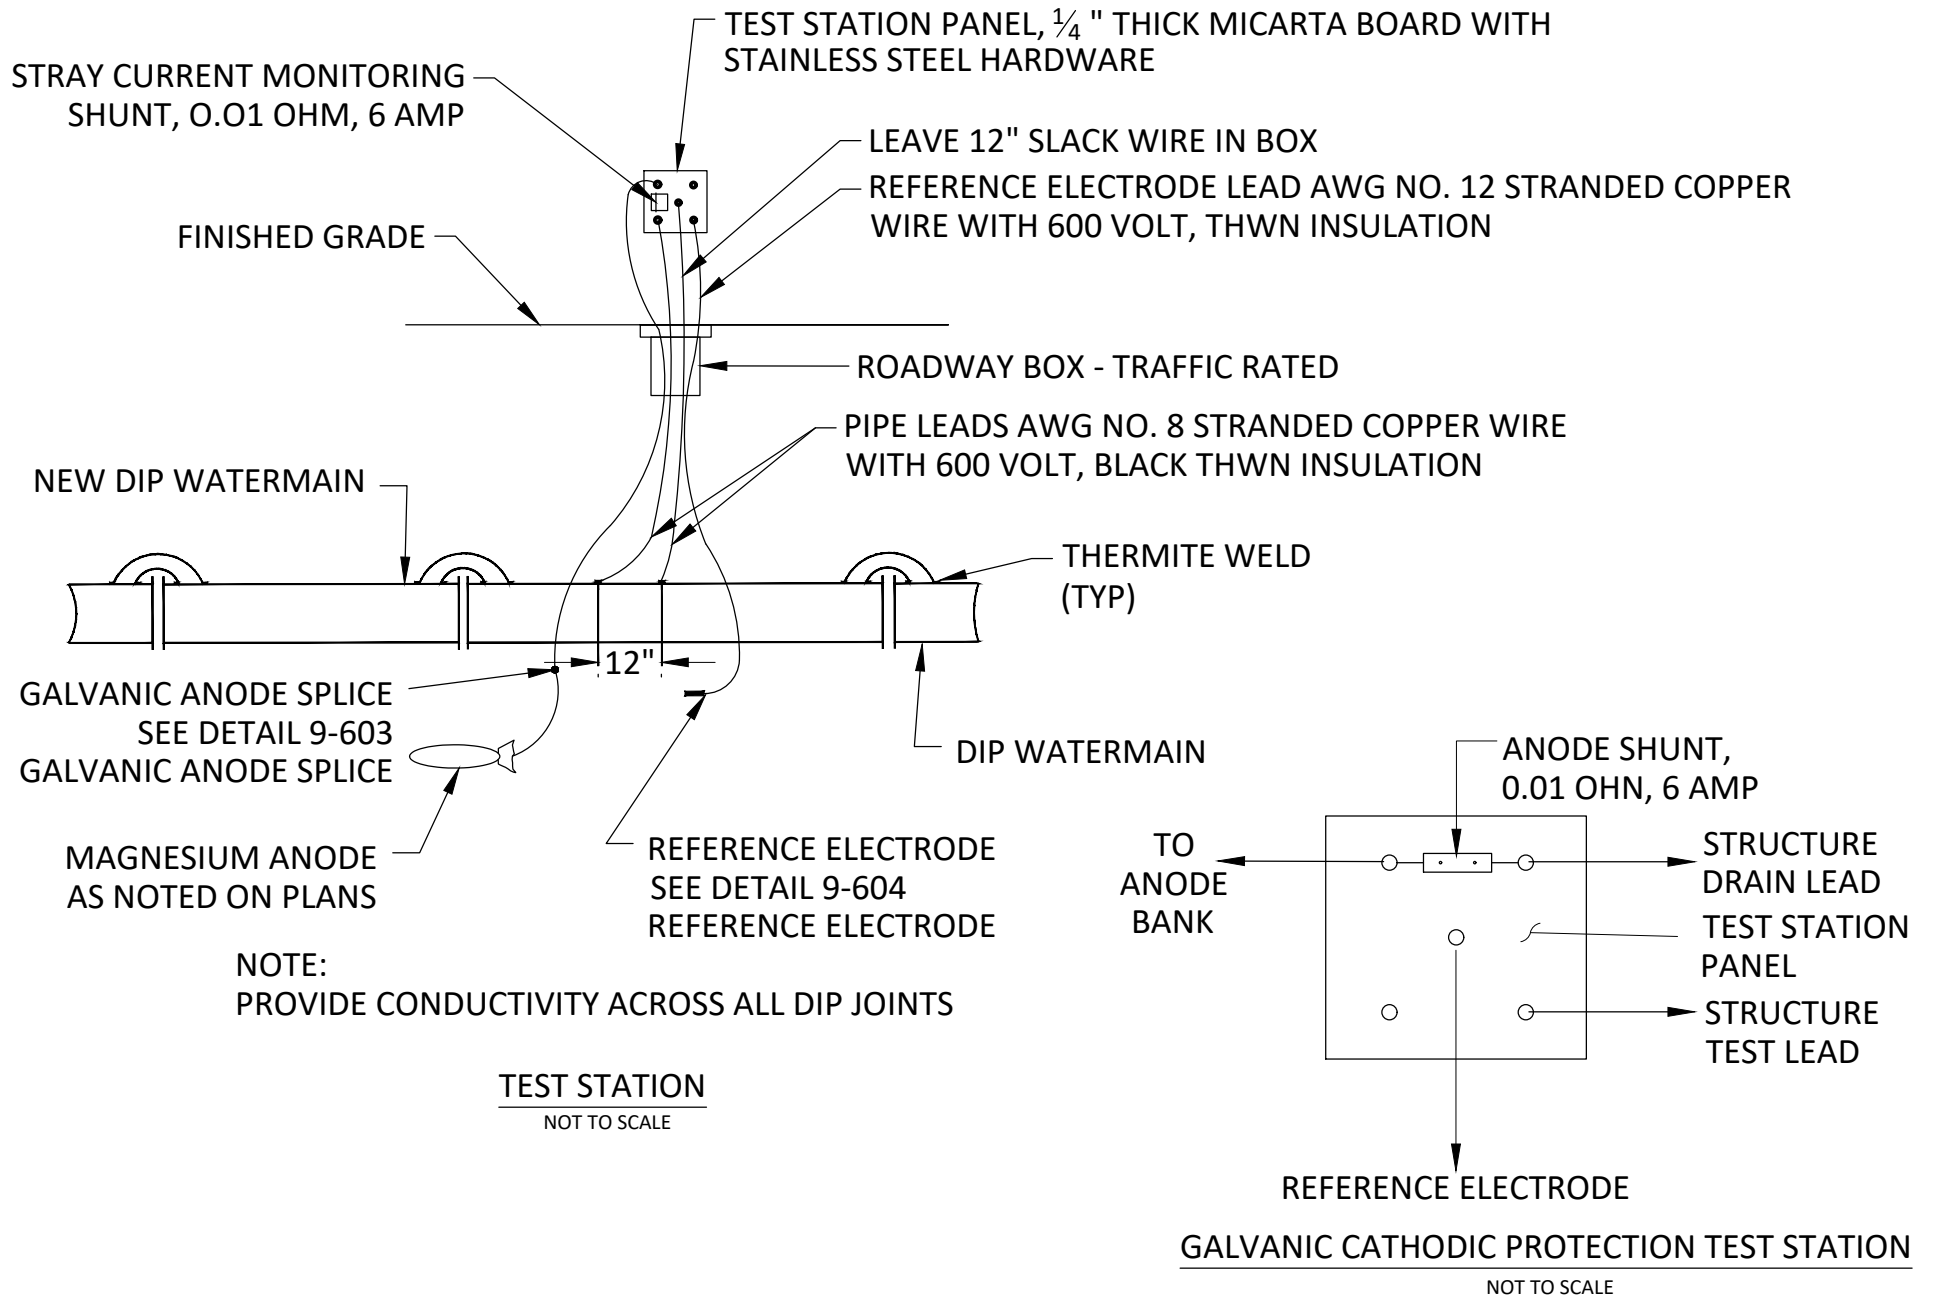 TEST STATION PANEL, ¼ " THICK MICARTA BOARD WITH
STAINLESS STEEL HARDWARE
STRAY CURRENT MONITORING
SHUNT, O.O1 OHM, 6 AMP
LEAVE 12" SLACK WIRE IN BOX
REFERENCE ELECTRODE LEAD AWG NO. 12 STRANDED COPPER
WIRE WITH 600 VOLT, THWN INSULATION
FINISHED GRADE
ROADWAY BOX - TRAFFIC RATED
PIPE LEADS AWG NO. 8 STRANDED COPPER WIRE
WITH 600 VOLT, BLACK THWN INSULATION
NEW DIP WATERMAIN
THERMITE WELD
(TYP)
12"
GALVANIC ANODE SPLICE
SEE DETAIL 9-603
GALVANIC ANODE SPLICE
DIP WATERMAIN
MAGNESIUM ANODE
AS NOTED ON PLANS
REFERENCE ELECTRODE
SEE DETAIL 9-604
REFERENCE ELECTRODE
NOTE:
PROVIDE CONDUCTIVITY ACROSS ALL DIP JOINTS
TEST STATION
NOT TO SCALE
ANODE SHUNT,
0.01 OHN, 6 AMP
TO
ANODE
BANK
STRUCTURE
DRAIN LEAD
TEST STATION
PANEL
STRUCTURE
TEST LEAD
REFERENCE ELECTRODE
GALVANIC CATHODIC PROTECTION TEST STATION
NOT TO SCALE